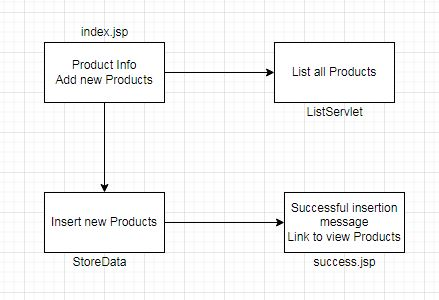 index.jsp
Product Info
Add new Products
List all Products
ListServlet
Insert new Products
StoreData
Successful insertion
message
Link to view Products
success.jsp